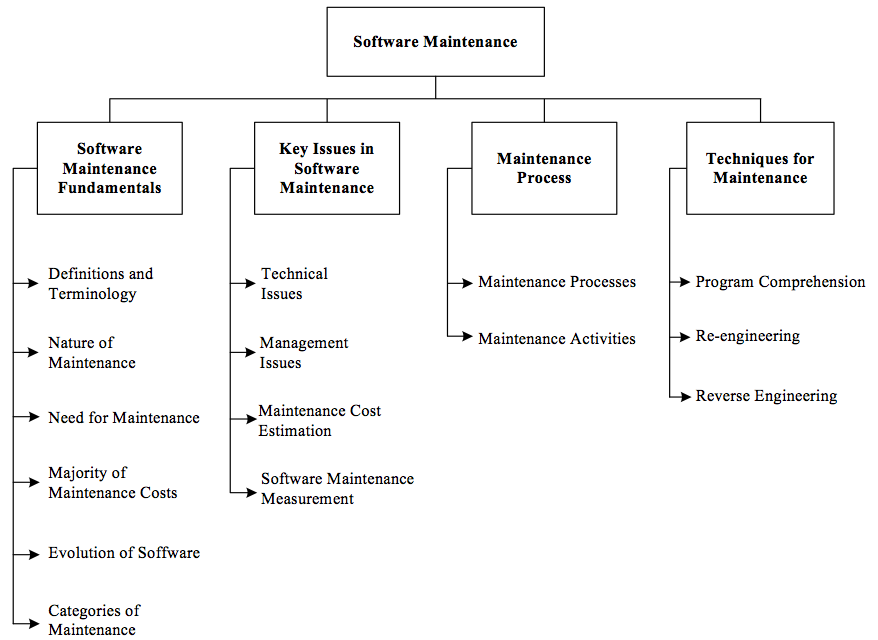 Software Maintenance
Software
Maintenance
Fundamentals
Key Issues in
Software
Maintenance
Maintenance
Process
Techniques for
Maintenance
Definitions and
Terminology
Nature of
Maintenance
Need for Maintenance
Majority of
Maintenance Costs
Evolution of Soffware
Categories of
Maintenance
Technical
Issues
Management
Issues
Maintenance Cost
Estimation
Software Maintenance
Measurement
Maintenance Processes
Maintenance Activities
Program Comprehension
Re-engineering
Reverse Engineering